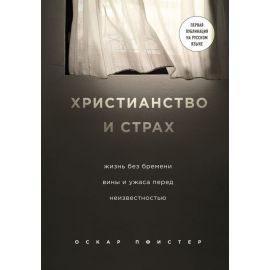 ПЕРВАЯ
ПУБЛИКАЦИЯ
НА РУССКОМ
ЯЗЫКЕ
ХРИСТИАНСТВО
И СТРАХ
жизнь без бремени
вины и ужаса перед
неизвестностью
ОСКАР ПФИСТЕР